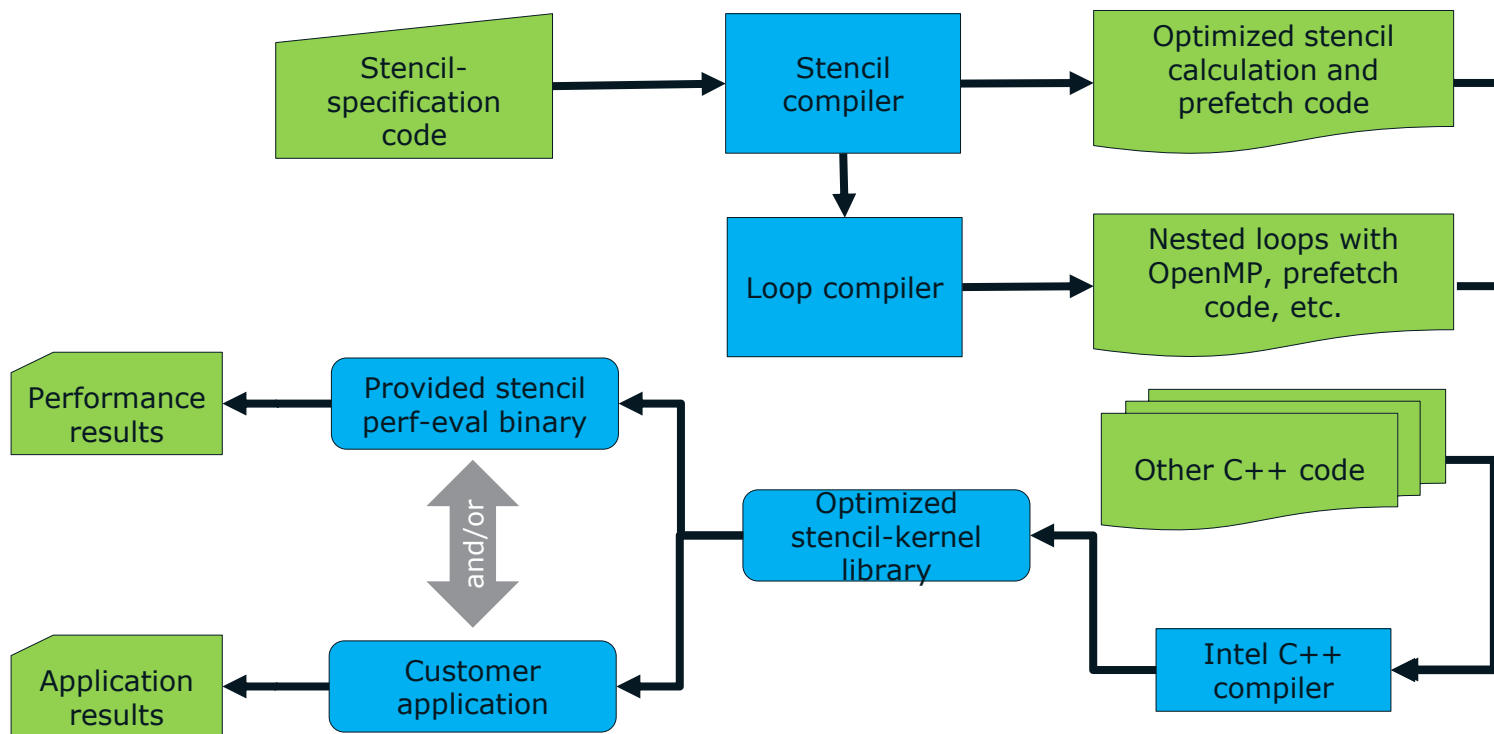 Stencil-
specification
code
Stencil
compiler
Optimized stencil
calculation and
prefetch code
Loop compiler
Nested loops with
OpenMP, prefetch
code, etc.
Performance
results
Provided stencil
perf-eval binary
Other C++ code
and/or
Optimized
stencil-kernel
library
Application
results
Customer
application
Intel C++
compiler